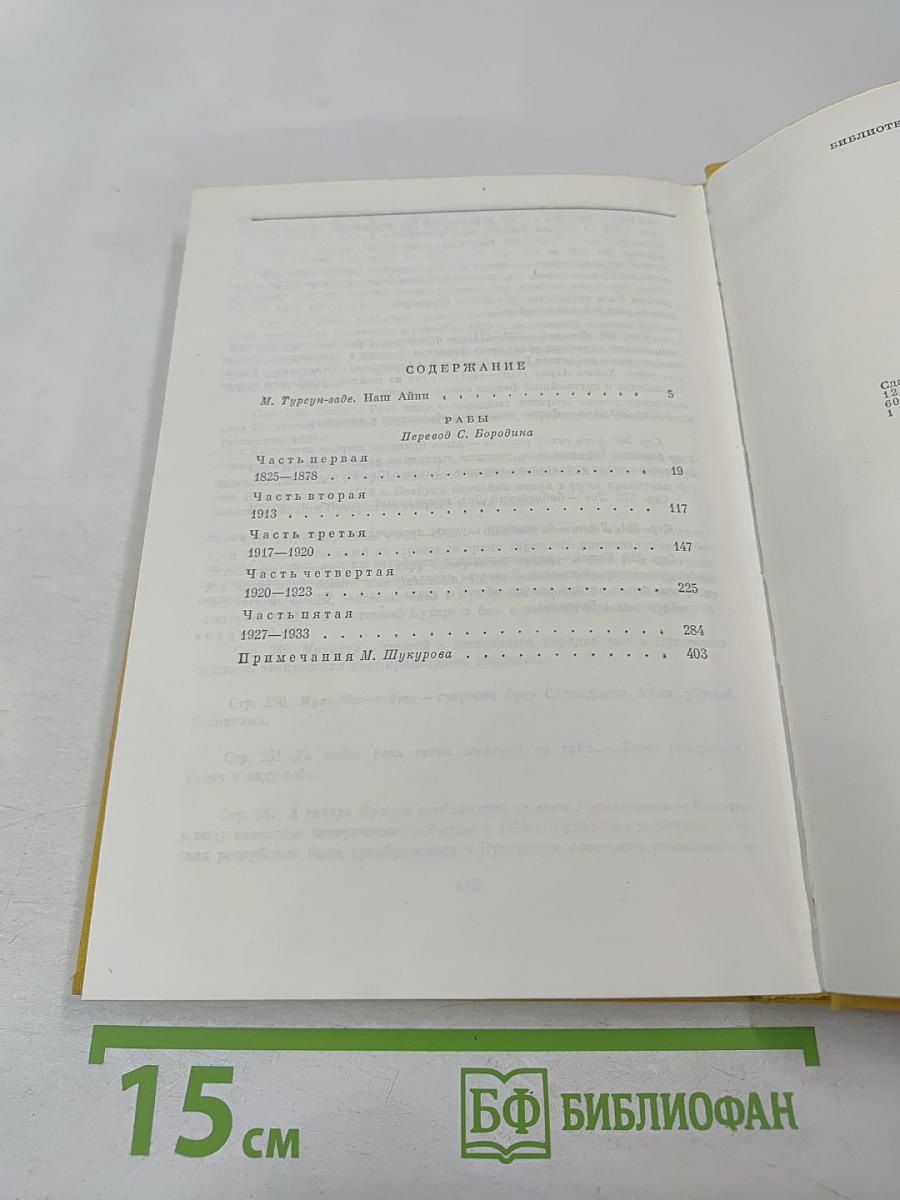 СОДЕРЖАНИЕ
М. Турсун-заде. Наш Айни . . . . . . . . . . . . 5
РАБЫ
Перевод С. Бородина
Часть первая
1825—1878 . . . . . . . . . . . . . . . . . . . 19
Часть вторая
1913 . . . . . . . . . . . . . . . . . . . . . . 117
Часть третья
1917—1920 . . . . . . . . . . . . . . . . . . . 147
Часть четвертая
1920—1923 . . . . . . . . . . . . . . . . . . . 225
Часть пятая
1927—1933 . . . . . . . . . . . . . . . . . . . 284
Примечания М. Шукурова . . . . . . . . . . . . 403
БИБЛИОТЕ
15 см
БФ БИБЛИОФАН